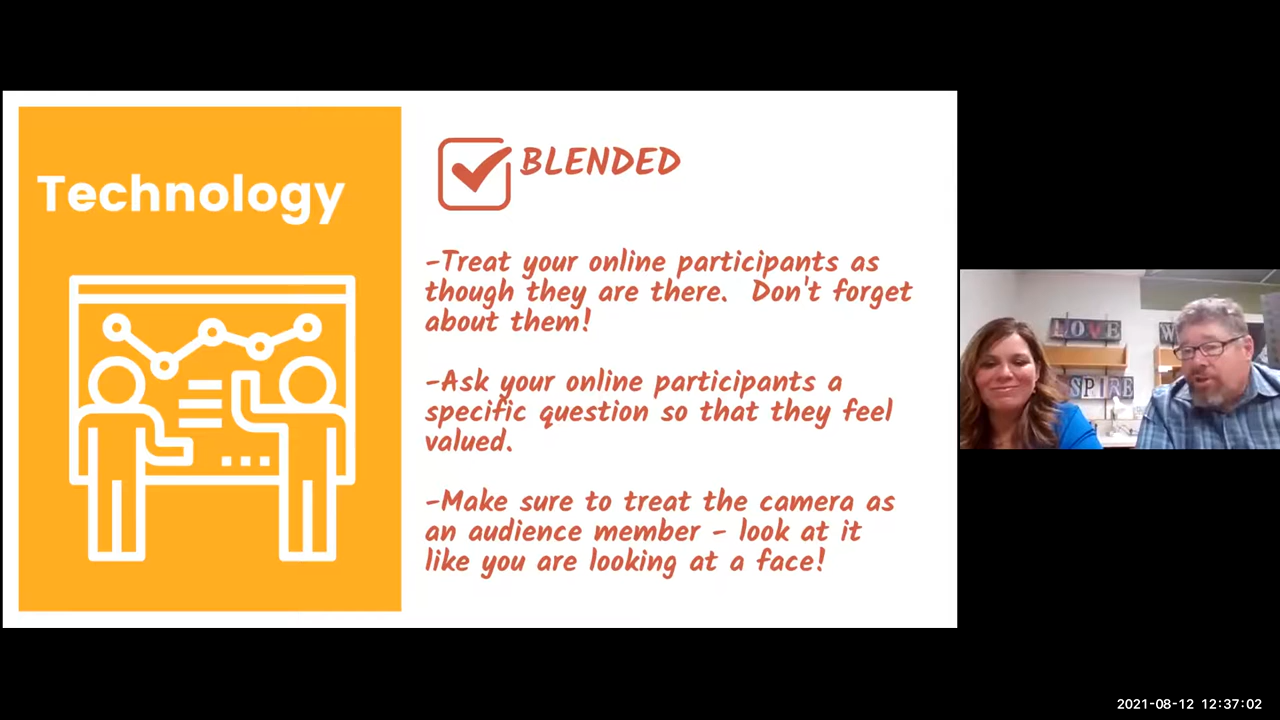 Technology
BLENDED
-Treat your online participants as
though they are there. Don't forget
about them!
-Ask your online participants a
specific question so that they feel
valued.
-Make sure to treat the camera as
an audience member - look at it
like you are looking at a face!
LOVE
SPIRE
2021-08-12 12:37:02